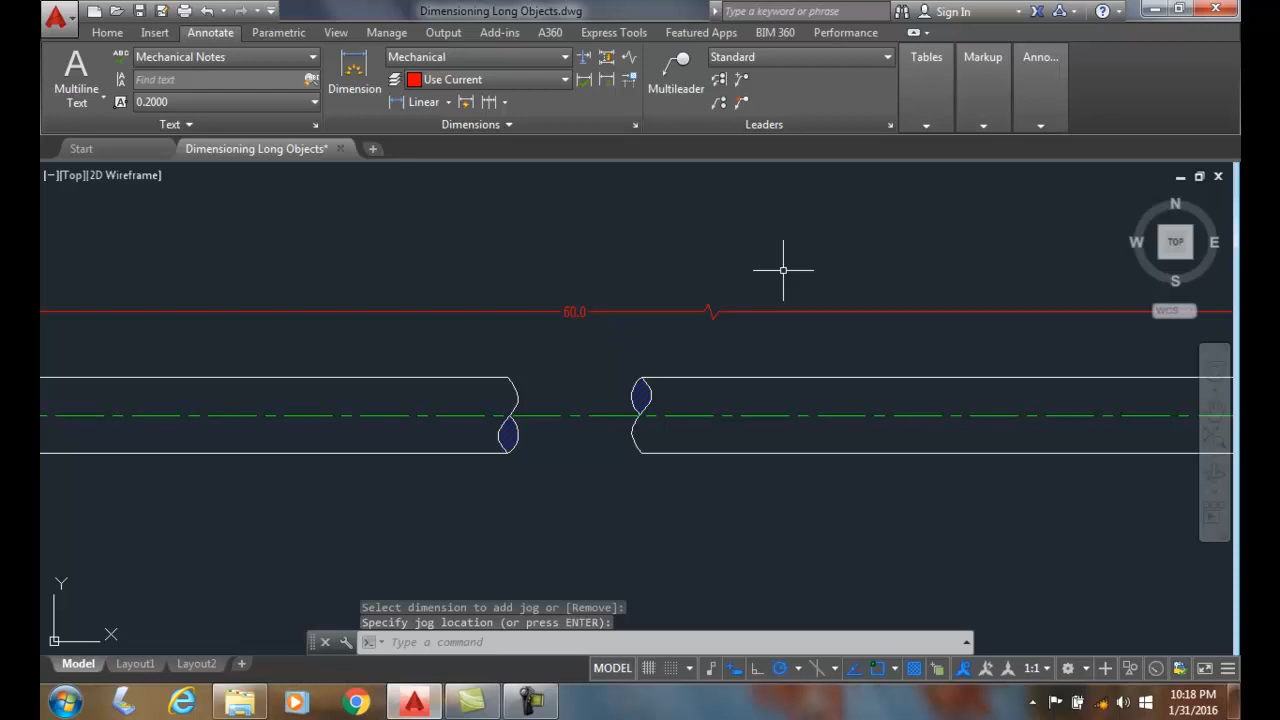 Dimensioning Long Objects.dwg
Type a keyword or phrase
Sign In
Home Insert Annotate Parametric View Manage Output Add-ins A360 Express Tools Featured Apps BIM 360 Performance
Multiline
Text
Mechanical Notes
Find text
0.2000
Text
Dimension
Mechanical
Use Current
Linear
Dimensions
Multileader
Standard
Leaders
Tables
Markup
Anno...
Start
Dimensioning Long Objects*
[−][Top][2D Wireframe]
N
W TOP E
S
WCS
60.0
Y
X
Select dimension to add jog or [Remove]:
Specify jog location (or press ENTER):
Type a command
Model Layout1 Layout2
MODEL
1:1
10:18 PM
1/31/2016